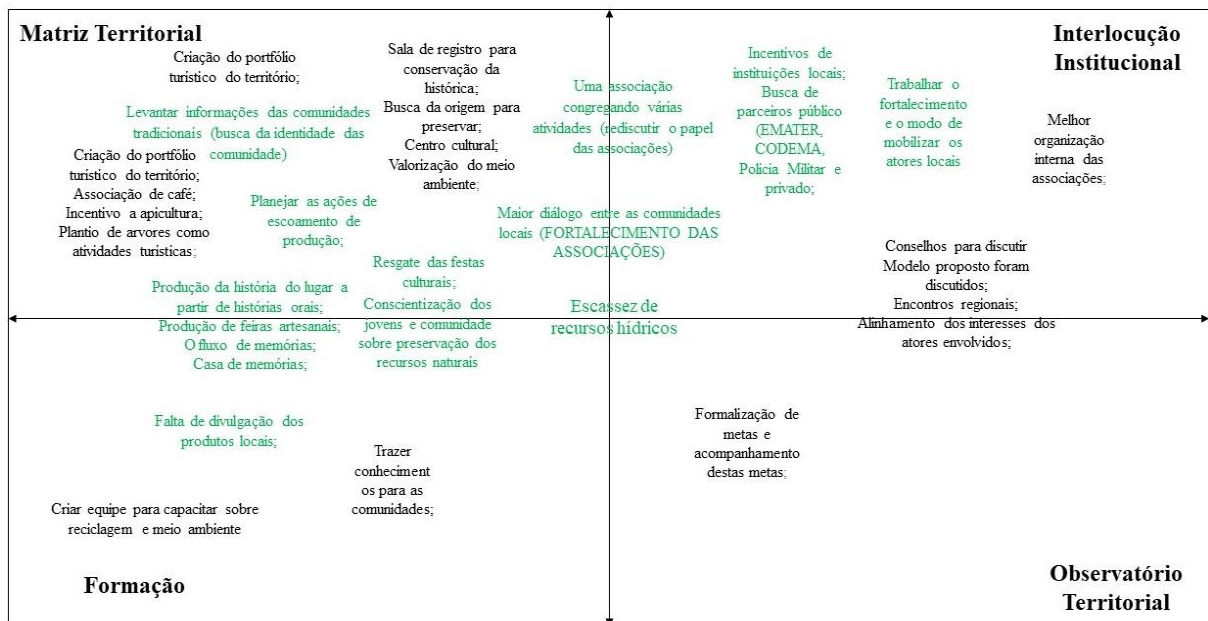 Matriz Territorial
Criação do portfólio
turistico do território;
Levantar informações das comunidades
tradicionais (busca da identidade das
comunidade)
Criação do portfólio
turistico do território;
Associação de café;
Incentivo a apicultura;
Plantio de arvores como
atividades turisticas;
Sala de registro para
conservação da
histórica;
Busca da origem para
preservar;
Centro cultural;
Valorização do meio
ambiente;
Planejar as ações de
escoamento de
produção;
Uma associação
congregando várias
atividades (rediscutir o papel
das associações)
Maior diálogo entre as comunidades
locais (FORTALECIMENTO DAS
ASSOCIAÇÕES)
Resgate das festas
culturais;
Conscientização dos
jovens e comunidade
sobre preservação dos
recursos naturais
Produção da história do lugar a
partir de histórias orais;
Produção de feiras artesanais;
O fluxo de memórias;
Casa de memórias;
Escassez de
recursos hídricos
Interlocução
Institucional
Incentivos de
instituições locais;
Busca de
parceiros público
(EMATER,
CODEMA,
Policia Militar e
privado;
Trabalhar o
fortalecimento
e o modo de
mobilizar os
atores locais
Melhor
organização
interna das
associações;
Conselhos para discutir
Modelo proposto foram
discutidos;
Encontros regionais;
Alinhamento dos interesses dos
atores envolvidos;
Falta de divulgação dos
produtos locais;
Trazer
conheciment
os para as
comunidades;
Criar equipe para capacitar sobre
reciclagem e meio ambiente
Formação
Formalização de
metas e
acompanhamento
destas metas;
Observatório
Territorial